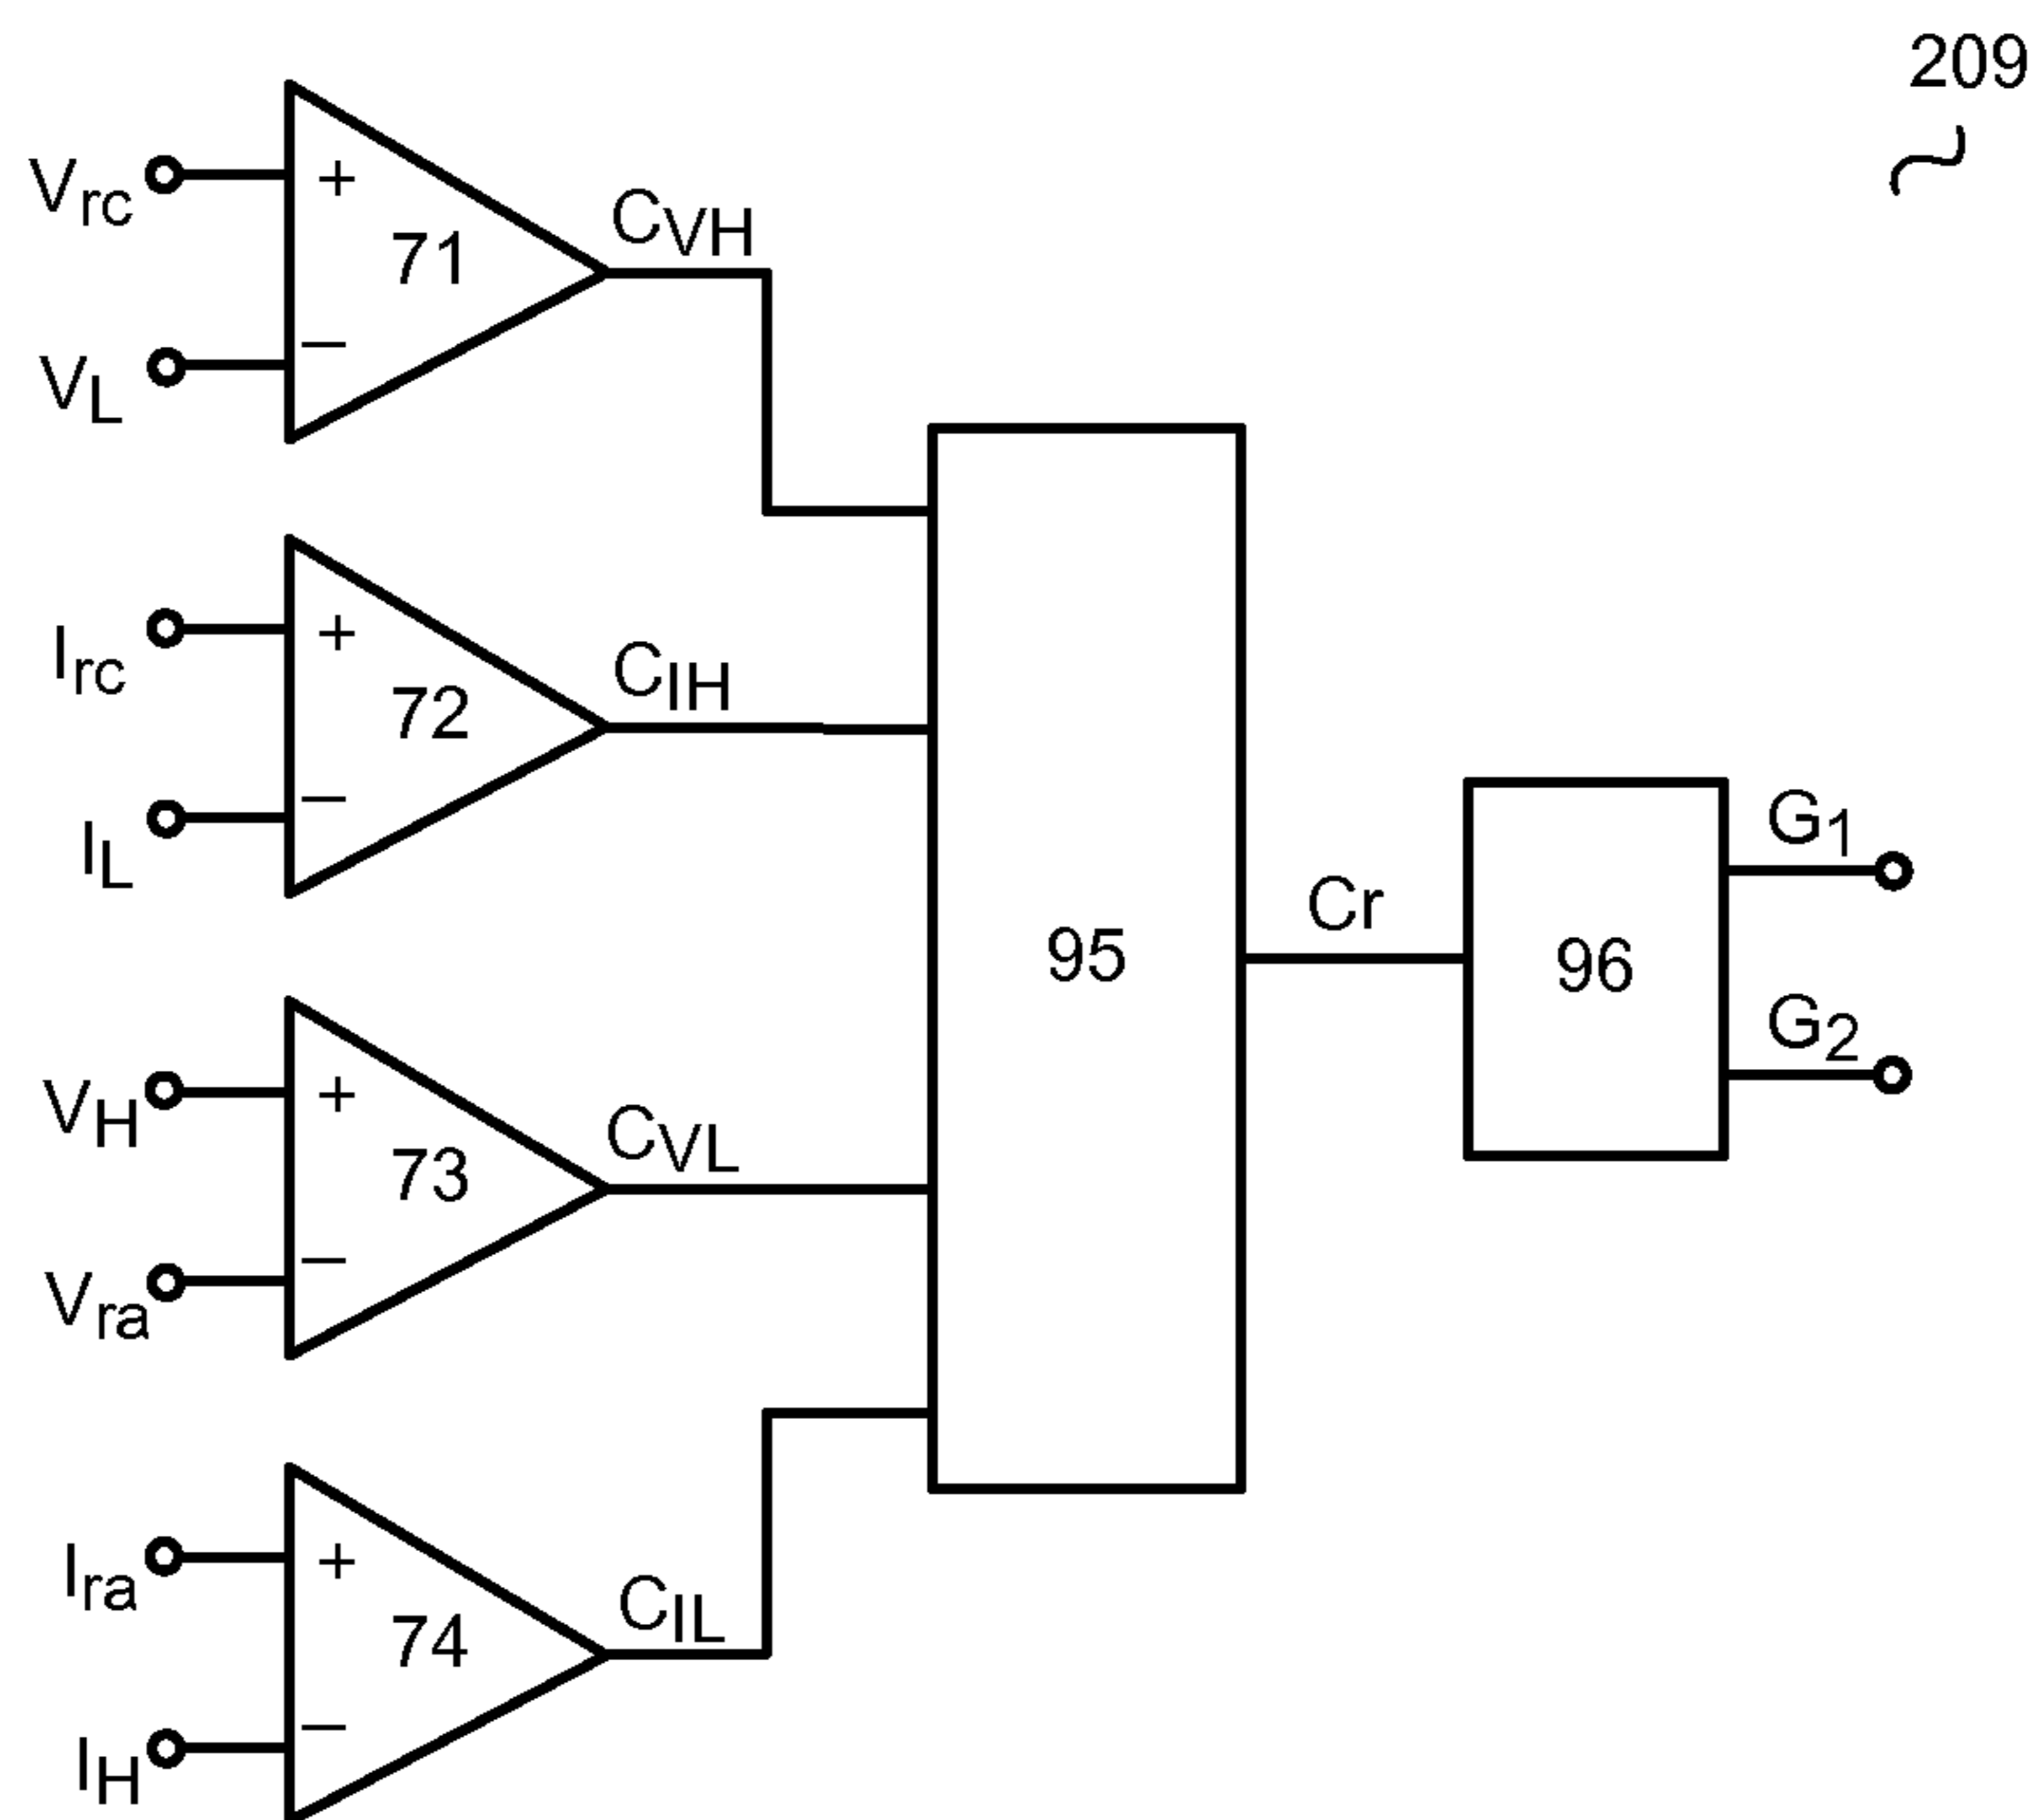 209
Vrc
+
71
CVH
VL
−
Irc
+
72
CIH
IL
−
95
Cr
96
G1
G2
VH
+
73
CVL
Vra
−
Ira
+
74
CIL
IH
−